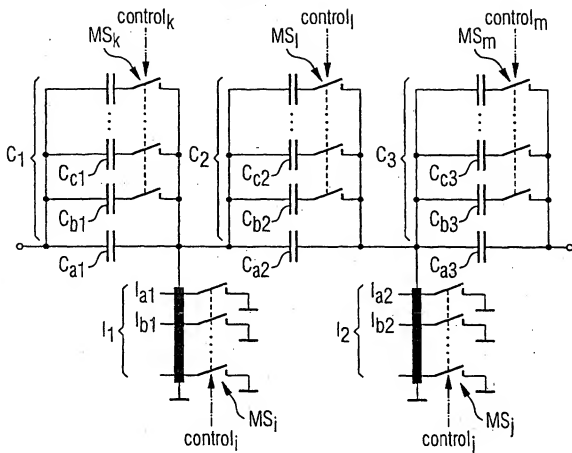 control_k control_l control_m
MS_k MS_l MS_m
C_1 C_2 C_3
C_c1 C_c2 C_c3
C_b1 C_b2 C_b3
C_a1 C_a2 C_a3
I_a1 I_a2
I_b1 I_b2
I_1 I_2
MS_i MS_j
control_i control_j